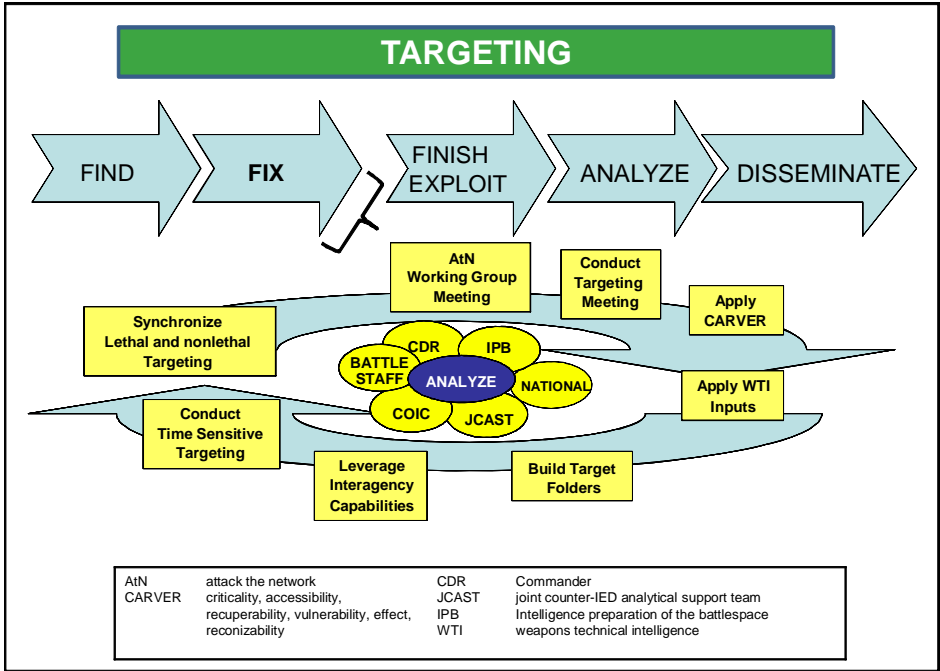 TARGETING
FIND
FIX
FINISH
EXPLOIT
ANALYZE
DISSEMINATE
AtN
Working Group
Meeting
Conduct
Targeting
Meeting
Apply
CARVER
Synchronize
Lethal and nonlethal
Targeting
CDR
IPB
BATTLE
STAFF
ANALYZE
NATIONAL
COIC
JCAST
Apply WTI
Inputs
Conduct
Time Sensitive
Targeting
Leverage
Interagency
Capabilities
Build Target
Folders
AtN attack the network
CARVER criticality, accessibility,
recuperability, vulnerability, effect,
reconizability
CDR Commander
JCAST joint counter-IED analytical support team
IPB Intelligence preparation of the battlespace
WTI weapons technical intelligence